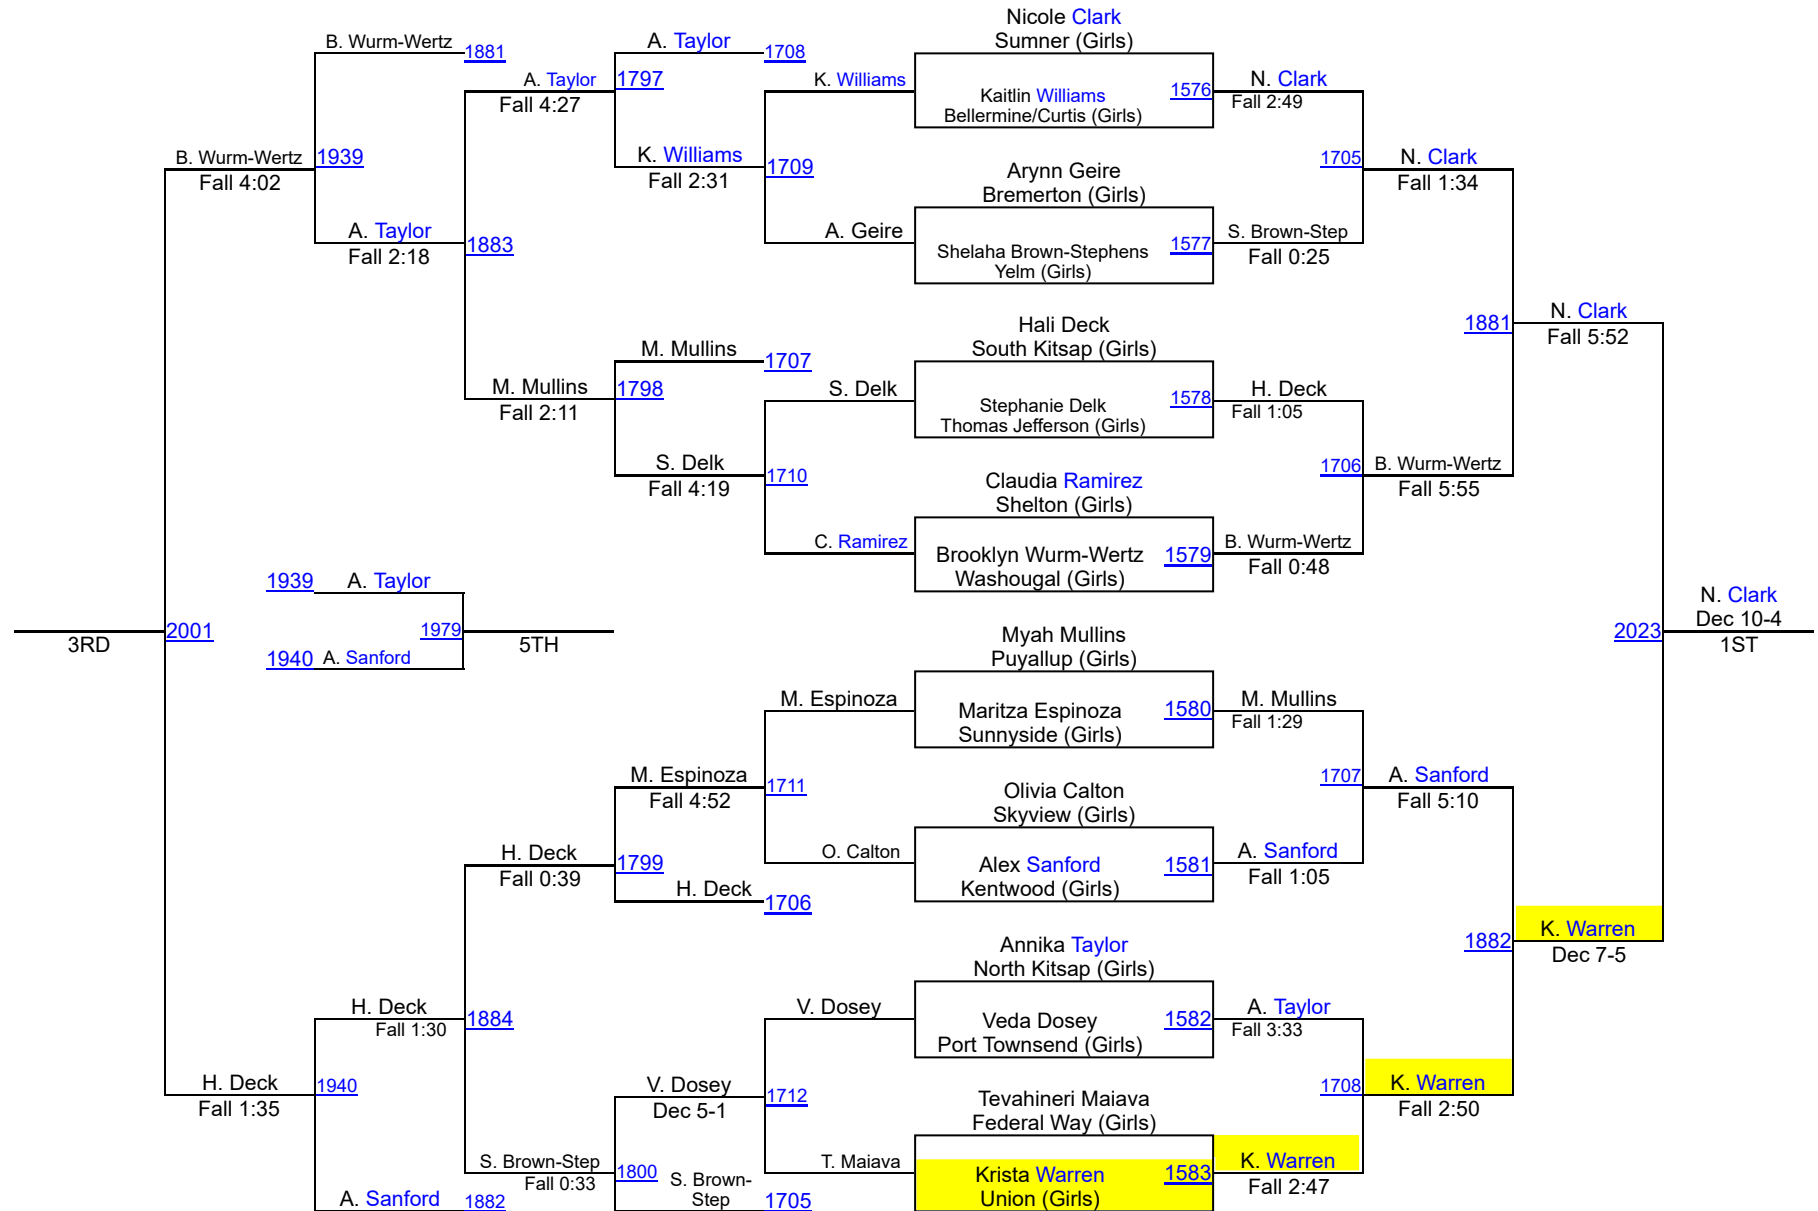 Nicole Clark
B. Wurm-Wertz 1881 A. Taylor 1708 Sumner (Girls)
A. Taylor 1797 K. Williams N. Clark
Fall 4:27 Kaitlin Williams 1576 Fall 2:49
Bellermine/Curtis (Girls)
B. Wurm-Wertz 1939 K. Williams 1709 1705 N. Clark
Fall 4:02 Fall 2:31 Arynn Geire Fall 1:34
Bremerton (Girls)
A. Taylor 1883 A. Geire S. Brown-Step
Fall 2:18 Shelaha Brown-Stephens 1577 Fall 0:25
Yelm (Girls)
Hali Deck 1881 N. Clark
M. Mullins 1707 South Kitsap (Girls) Fall 5:52
M. Mullins 1798 S. Delk H. Deck
Fall 2:11 Stephanie Delk 1578 Fall 1:05
Thomas Jefferson (Girls)
S. Delk 1710 1706 B. Wurm-Wertz
Fall 4:19 Claudia Ramirez Fall 5:55
Shelton (Girls)
C. Ramirez B. Wurm-Wertz
Brooklyn Wurm-Wertz 1579 Fall 0:48
Washougal (Girls)
1939 A. Taylor N. Clark
Dec 10-4
2001 1979 Myah Mullins 2023
3RD 1940 A. Sanford 5TH Puyallup (Girls) 1ST
M. Espinoza M. Mullins
Maritza Espinoza 1580 Fall 1:29
Sunnyside (Girls)
M. Espinoza 1711 1707 A. Sanford
Fall 4:52 Olivia Calton Fall 5:10
Skyview (Girls)
H. Deck 1799 O. Calton A. Sanford
Fall 0:39 Alex Sanford 1581 Fall 1:05
H. Deck 1706 Kentwood (Girls)
Annika Taylor 1882 K. Warren
North Kitsap (Girls) Dec 7-5
H. Deck 1884 V. Dosey A. Taylor
Fall 1:30 Veda Dosey 1582 Fall 3:33
Port Townsend (Girls)
H. Deck 1940 V. Dosey 1712 1708 K. Warren
Fall 1:35 Dec 5-1 Tevahineri Maiava Fall 2:50
Federal Way (Girls)
S. Brown-Step 1800 T. Maiava K. Warren
Fall 0:33 S. Brown- Krista Warren 1583 Fall 2:47
A. Sanford 1882 Step 1705 Union (Girls)